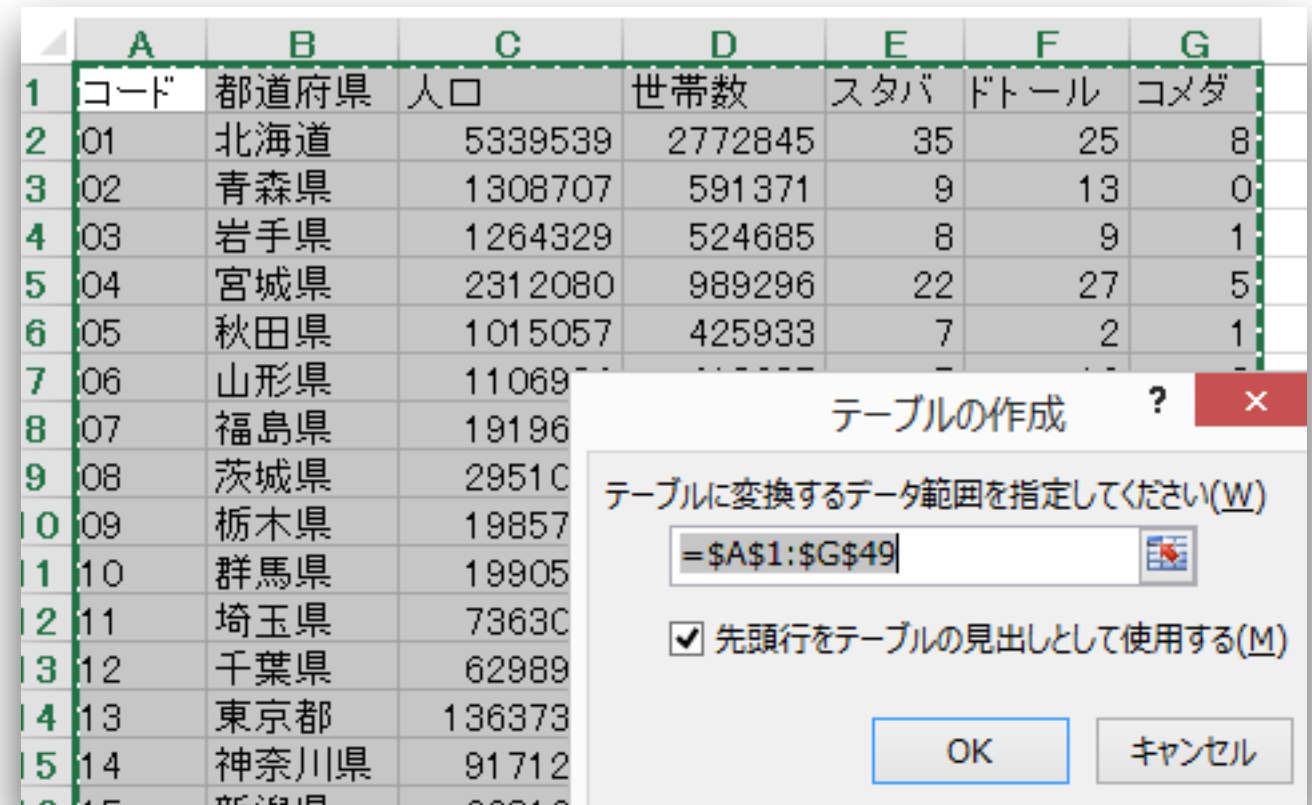 A B C D E F G
1 コード 都道府県 人口 世帯数 スタバ ドトール コメダ
2 01 北海道 5339539 2772845 35 25 8
3 02 青森県 1308707 591371 9 13 0
4 03 岩手県 1264329 524685 8 9 1
5 04 宮城県 2312080 989296 22 27 5
6 05 秋田県 1015057 425933 7 2 1
7 06 山形県 11069
8 07 福島県 19196
9 08 茨城県 2951
10 09 栃木県 19857
11 10 群馬県 19905
12 11 埼玉県 7363
13 12 千葉県 62989
14 13 東京都 136373
15 14 神奈川県 91712
テーブルの作成 ? ×
テーブルに変換するデータ範囲を指定してください(W)
=$A$1:$G$49
先頭行をテーブルの見出しとして使用する(M)
OK キャンセル